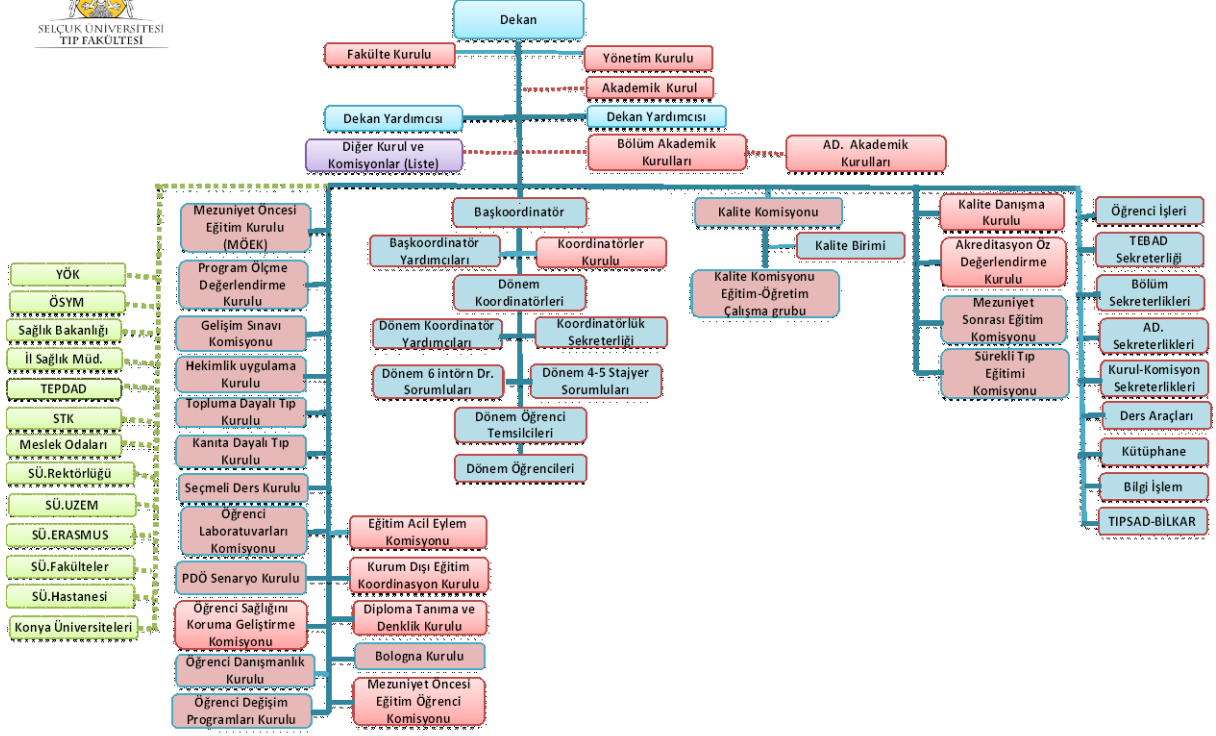 SELÇUK ÜNİVERSİTESİ
TIP FAKÜLTESİ
Dekan
Fakülte Kurulu
Yönetim Kurulu
Akademik Kurul
Dekan Yardımcısı
Dekan Yardımcısı
Diğer Kurul ve
Komisyonlar (Liste)
Bölüm Akademik
Kurulları
AD. Akademik
Kurulları
YÖK
ÖSYM
Sağlık Bakanlığı
İl Sağlık Müd.
TEPDAD
STK
Meslek Odaları
SÜ.Rektörlüğü
SÜ.UZEM
SÜ.ERASMUS
SÜ.Fakülteler
SÜ.Hastanesi
Konya Üniversiteleri
Mezuniyet Öncesi
Eğitim Kurulu
(MÖEK)
Program Ölçme
Değerlendirme
Kurulu
Gelişim Sınavı
Komisyonu
Hekimlik uygulama
Kurulu
Topluma Dayalı Tıp
Kurulu
Kanıta Dayalı Tıp
Kurulu
Seçmeli Ders Kurulu
Öğrenci
Laboratuvarları
Komisyonu
PDÖ Senaryo Kurulu
Öğrenci Sağlığını
Koruma Geliştirme
Komisyonu
Öğrenci Danışmanlık
Kurulu
Öğrenci Değişim
Programları Kurulu
Eğitim Acil Eylem
Komisyonu
Kurum Dışı Eğitim
Koordinasyon Kurulu
Diploma Tanıma ve
Denklik Kurulu
Bologna Kurulu
Mezuniyet Öncesi
Eğitim Öğrenci
Komisyonu
Başkoordinatör
Başkoordinatör
Yardımcıları
Koordinatörler
Kurulu
Dönem
Koordinatörleri
Dönem Koordinatör
Yardımcıları
Koordinatörlük
Sekreterliği
Dönem 6 intörn Dr.
Sorumluları
Dönem 4-5 Stajyer
Sorumluları
Dönem Öğrenci
Temsilcileri
Dönem Öğrencileri
Kalite Komisyonu
Kalite Birimi
Kalite Komisyonu
Eğitim-Öğretim
Çalışma grubu
Kalite Danışma
Kurulu
Akreditasyon Öz
Değerlendirme
Kurulu
Mezuniyet
Sonrası Eğitim
Komisyonu
Sürekli Tıp
Eğitimi
Komisyonu
Öğrenci İşleri
TEBAD
Sekreterliği
Bölüm
Sekreterlikleri
AD.
Sekreterlikleri
Kurul-Komisyon
Sekreterlikleri
Ders Araçları
Kütüphane
Bilgi İşlem
TIPSAD-BİLKAR